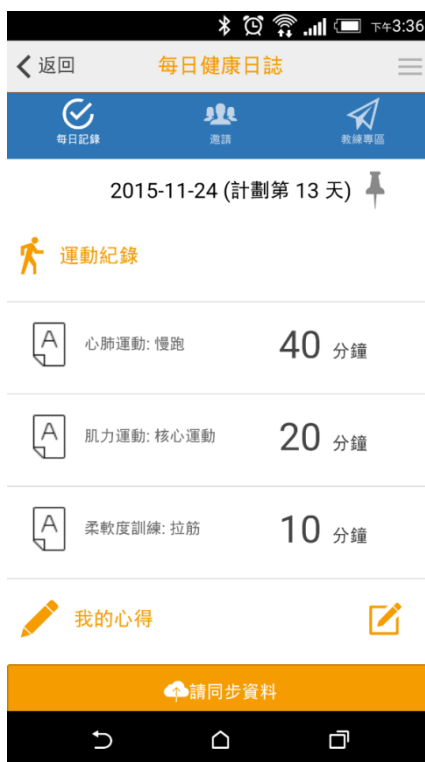 下午3:36
返回 每日健康日誌
每日記錄 邀請 教練專區
2015-11-24 (計劃第 13 天)
運動紀錄
A 心肺運動: 慢跑 40 分鐘
A 肌力運動: 核心運動 20 分鐘
A 柔軟度訓練: 拉筋 10 分鐘
我的心得
請同步資料